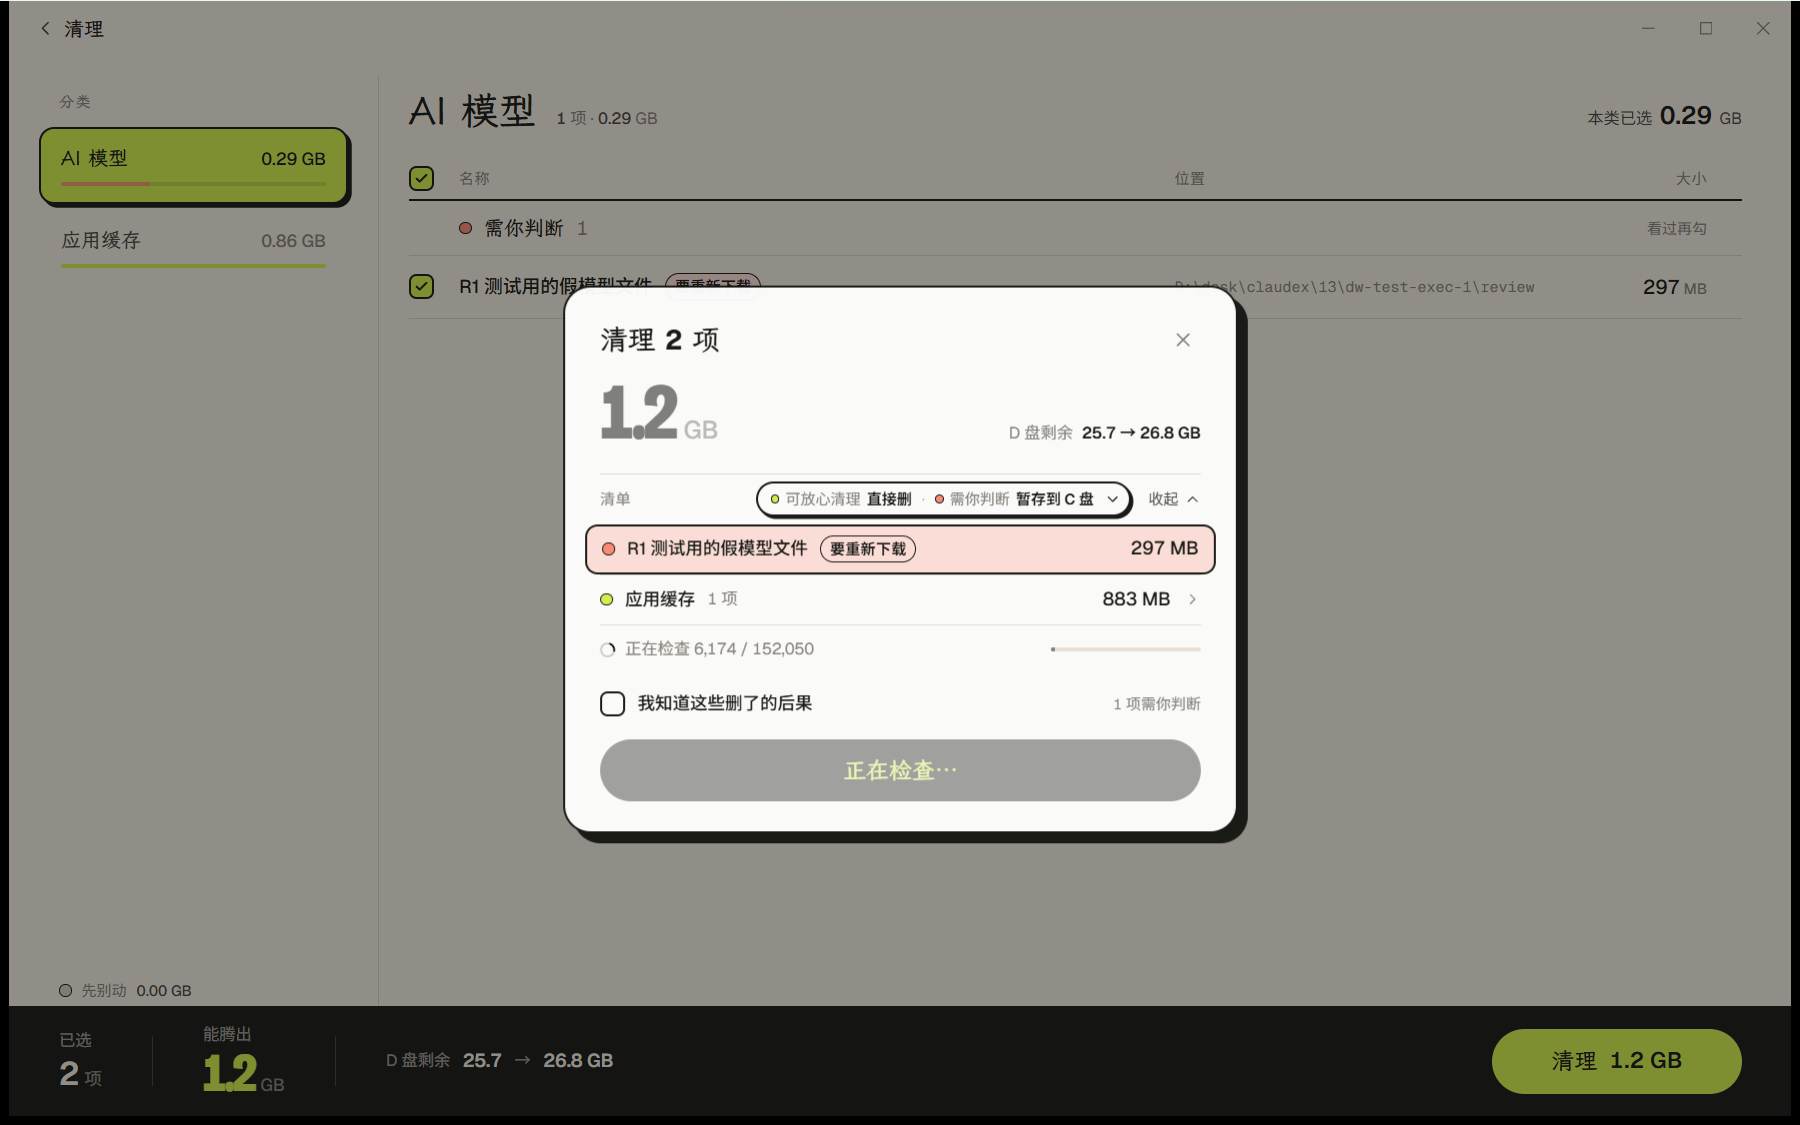 清理
分类
AI 模型 0.29 GB
应用缓存 0.86 GB
先别动 0.00 GB
AI 模型 1 项 · 0.29 GB
本类已选 0.29 GB
名称 位置 大小
需你判断 1 看过再勾
R1 测试用的假模型文件 要重新下载 D:\desk\claudex\13\dw-test-exec-1\review 297 MB
清理 2 项
1.2 GB
D 盘剩余 25.7 → 26.8 GB
清单 可放心清理 直接删 · 需你判断 暂存到 C 盘 收起
R1 测试用的假模型文件 要重新下载 297 MB
应用缓存 1 项 883 MB
正在检查 6,174 / 152,050
我知道这些删了的后果 1 项需你判断
正在检查…
已选
2 项
能腾出
1.2 GB
D 盘剩余 25.7 → 26.8 GB
清理 1.2 GB